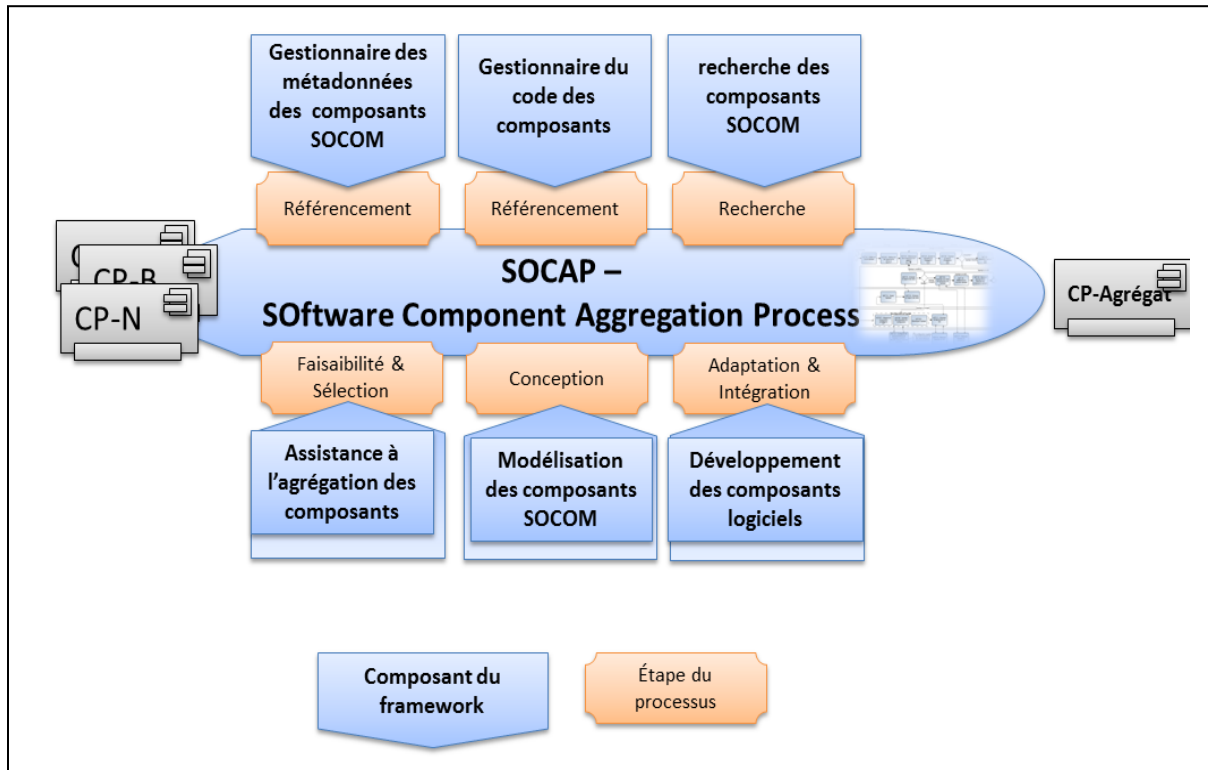 Gestionnaire des
métadonnées
des composants
SOCOM
Gestionnaire du
code des
composants
recherche des
composants
SOCOM
Référencement
Référencement
Recherche
C
CP-B
CP-N
SOCAP –
SOftware Component Aggregation Process
CP-Agrégat
Faisaibilité &
Sélection
Conception
Adaptation &
Intégration
Assistance à
l'agrégation des
composants
Modélisation
des composants
SOCOM
Développement
des composants
logiciels
Composant du
framework
Étape du
processus